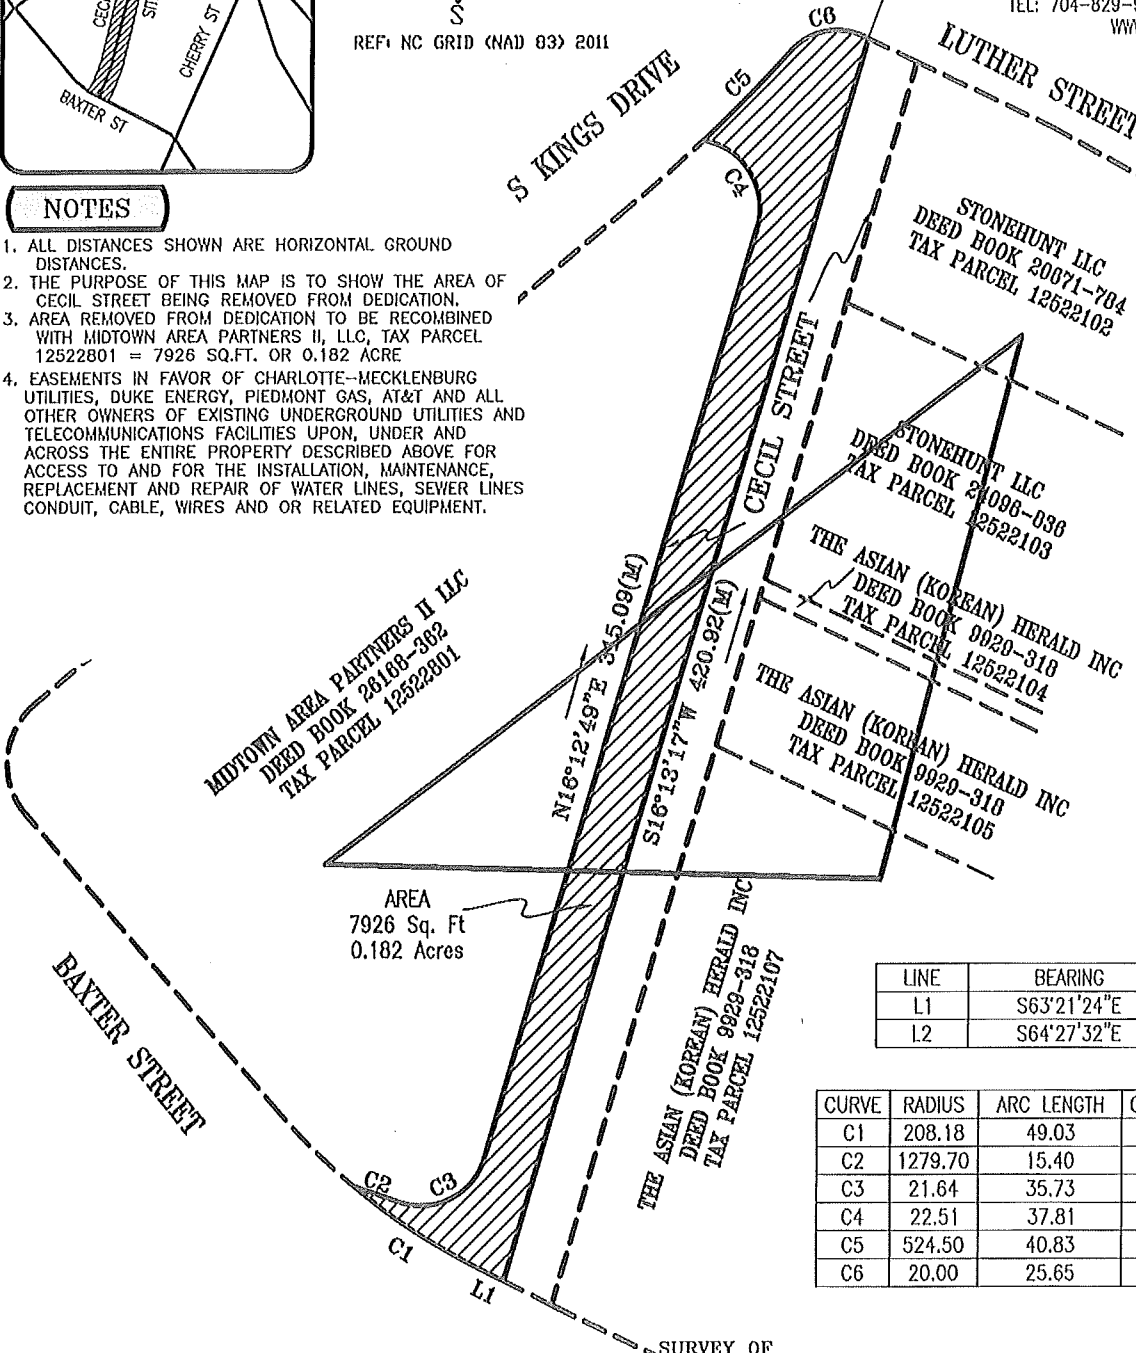 CECIL
SITE
CHERRY ST
BAXTER ST
S
REF: NC GRID (NAD 83) 2011
TEL: 704-829-
WWW
C6
C5
C4
LUTHER STREET
S KINGS DRIVE
NOTES
1. ALL DISTANCES SHOWN ARE HORIZONTAL GROUND
DISTANCES.
2. THE PURPOSE OF THIS MAP IS TO SHOW THE AREA OF
CECIL STREET BEING REMOVED FROM DEDICATION.
3. AREA REMOVED FROM DEDICATION TO BE RECOMBINED
WITH MIDTOWN AREA PARTNERS II, LLC, TAX PARCEL
12522801 = 7926 SQ.FT. OR 0.182 ACRE
4. EASEMENTS IN FAVOR OF CHARLOTTE-MECKLENBURG
UTILITIES, DUKE ENERGY, PIEDMONT GAS, AT&T AND ALL
OTHER OWNERS OF EXISTING UNDERGROUND UTILITIES AND
TELECOMMUNICATIONS FACILITIES UPON, UNDER AND
ACROSS THE ENTIRE PROPERTY DESCRIBED ABOVE FOR
ACCESS TO AND FOR THE INSTALLATION, MAINTENANCE,
REPLACEMENT AND REPAIR OF WATER LINES, SEWER LINES
CONDUIT, CABLE, WIRES AND OR RELATED EQUIPMENT.
STONEHUNT LLC
DEED BOOK 20671-784
TAX PARCEL 12522102
CECIL STREET
STONEHUNT LLC
DEED BOOK 24096-036
TAX PARCEL 12522103
THE ASIAN (KOREAN) HERALD INC
DEED BOOK 9929-318
TAX PARCEL 12522104
THE ASIAN (KOREAN) HERALD INC
DEED BOOK 9929-318
TAX PARCEL 12522105
MIDTOWN AREA PARTNERS II LLC
DEED BOOK 26168-362
TAX PARCEL 12522801
N16°12'49"E 345.09(M)
S16°13'17"W 420.92(M)
AREA
7926 Sq. Ft
0.182 Acres
THE ASIAN (KOREAN) HERALD INC
DEED BOOK 9929-318
TAX PARCEL 12522107
BAXTER STREET
C2
C3
C1
L1
LINE BEARING
L1 S63°21'24"E
L2 S64°27'32"E
CURVE RADIUS ARC LENGTH C
C1 208.18 49.03
C2 1279.70 15.40
C3 21.64 35.73
C4 22.51 37.81
C5 524.50 40.83
C6 20.00 25.65
SURVEY OF